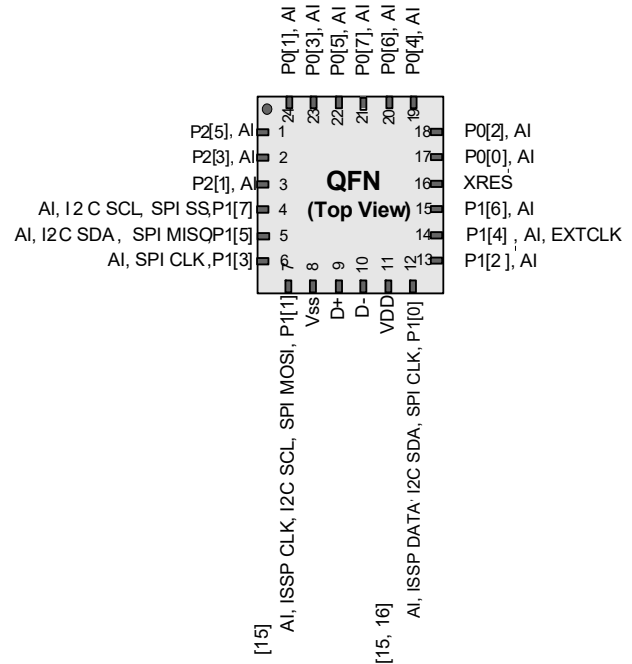 P0[1], AI
P0[3], AI
P0[5], AI
P0[7], AI
P0[6], AI
P0[4], AI
24
23
22
21
20
19
P2[5], AI
1
P2[3], AI
2
P2[1], AI
3
AI, I2 C SCL, SPI SS,P1[7]
4
AI, I2C SDA , SPI MISO,P1[5]
5
AI, SPI CLK,P1[3]
6
QFN
(Top View)
18
P0[2], AI
17
P0[0], AI
16
XRES
15
P1[6], AI
14
P1[4] , AI, EXTCLK
13
P1[2 ], AI
7
8
9
10
11
12
AI, ISSP CLK, I2C SCL, SPI MOSI, P1[1]
Vss
D+
D-
VDD
AI, ISSP DATA, I2C SDA, SPI CLK, P1[0]
[15]
[15, 16]